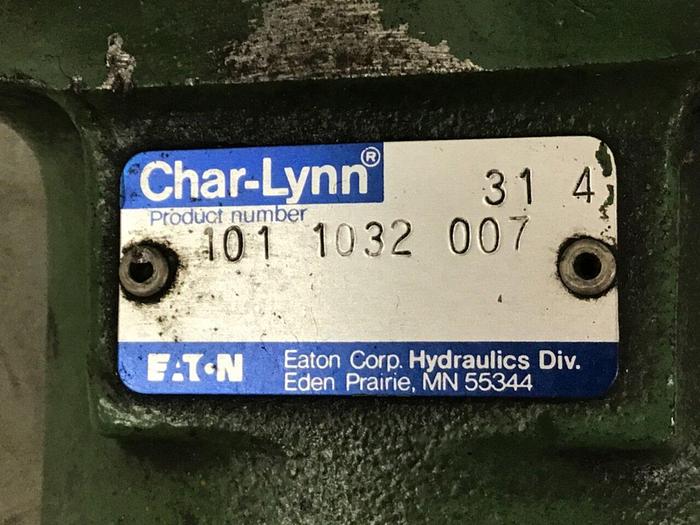 Char-Lynn®
31 4
Product number
101 1032 007
EATON
Eaton Corp. Hydraulics Div.
Eden Prairie, MN 55344